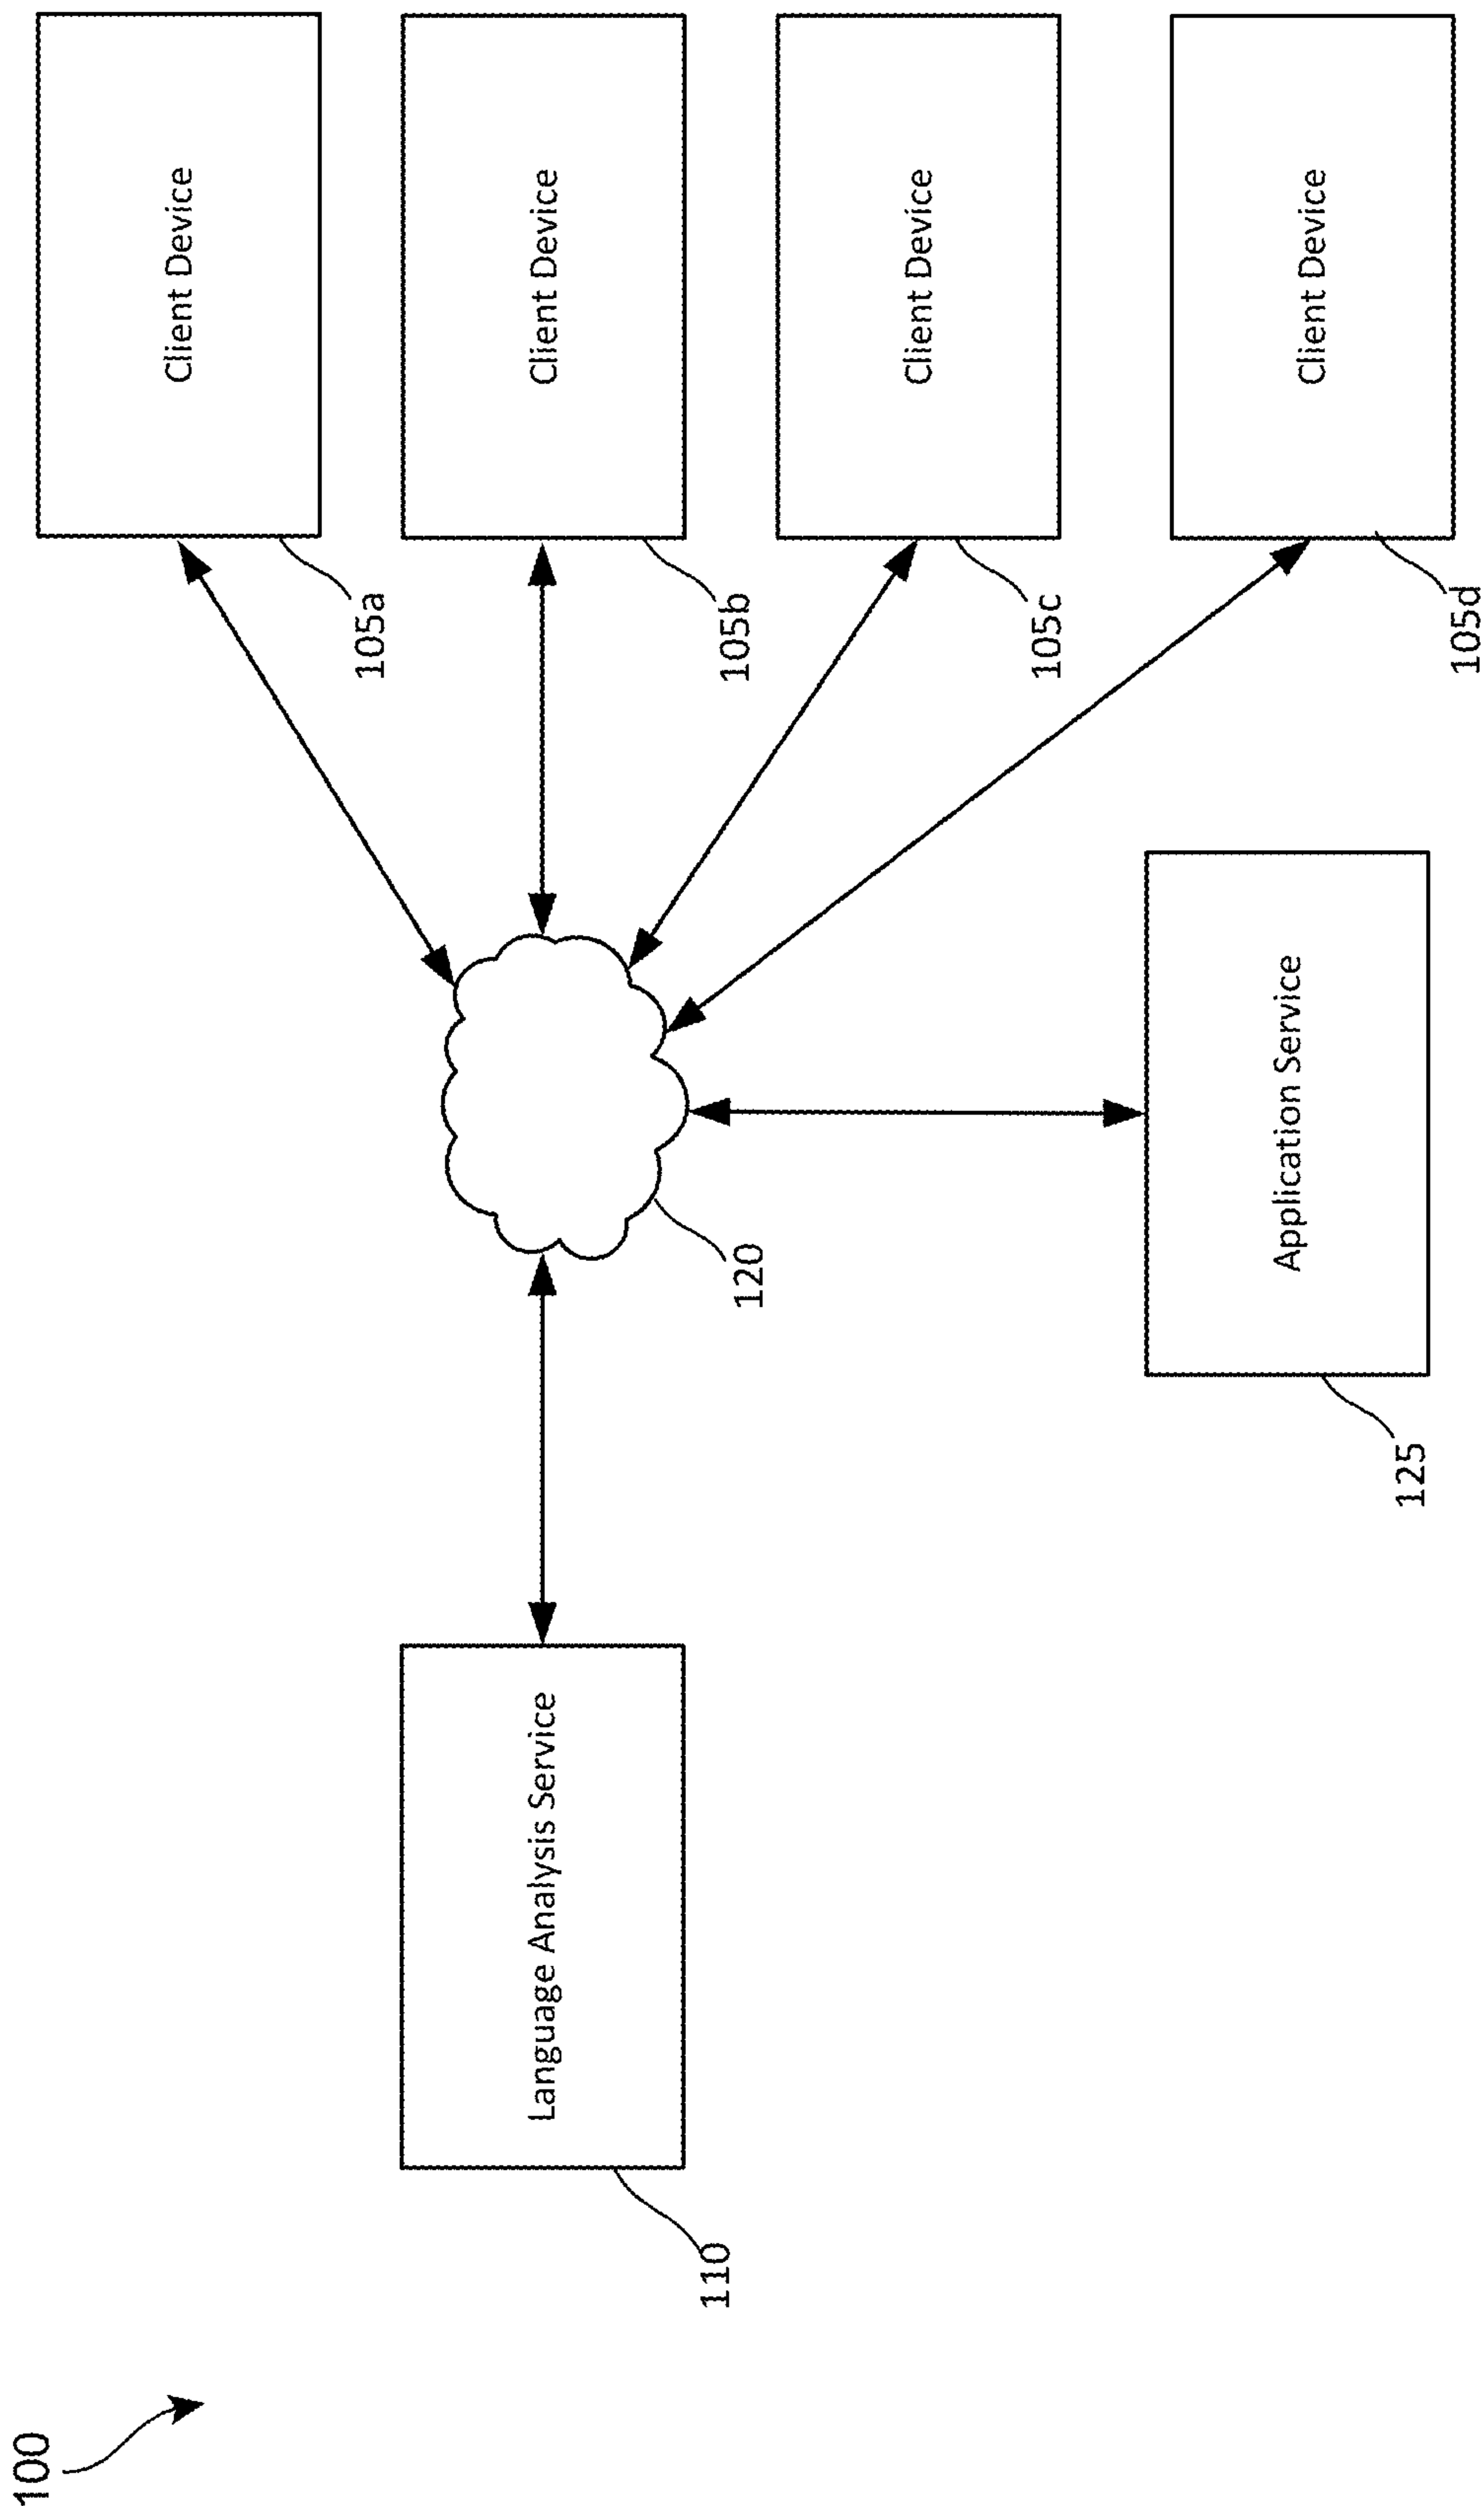 100
Client Device
105a
Language Analysis Service
110
120
Client Device
105b
Client Device
105c
Application Service
125
Client Device
105d